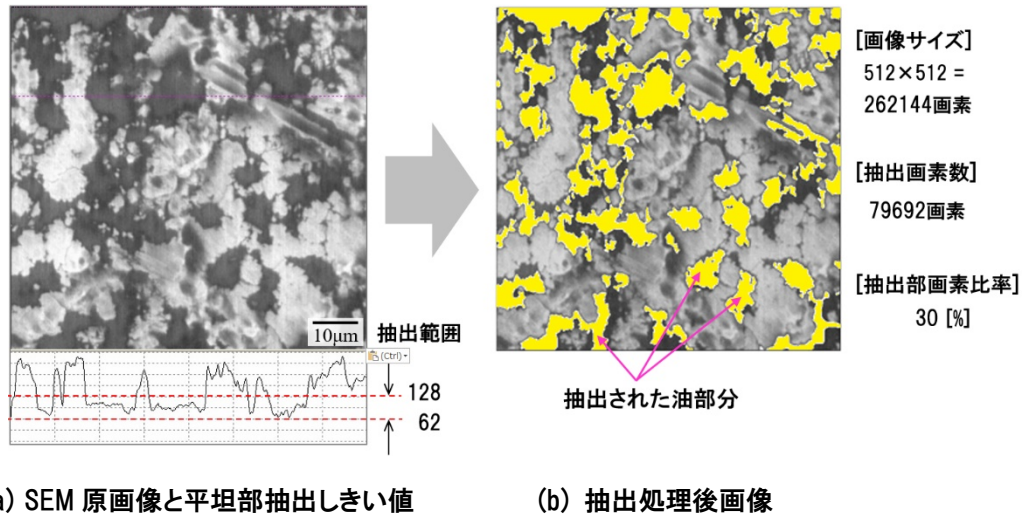 [画像サイズ]
512×512 =
262144画素
[抽出画素数]
79692画素
[抽出部画素比率]
30 [%]
10μm
抽出範囲
(Ctrl)
128
62
抽出された油部分
a) SEM 原画像と平坦部抽出しきい値
(b) 抽出処理後画像